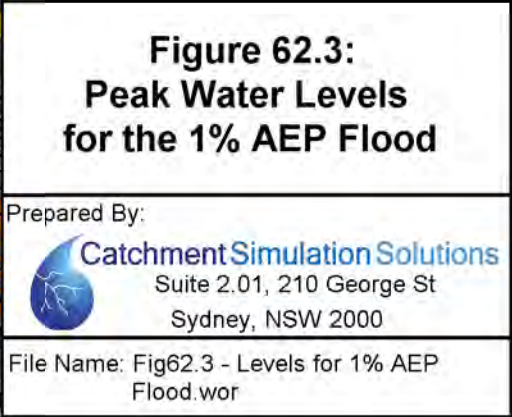 Figure 62.3:
Peak Water Levels
for the 1% AEP Flood
Prepared By:
Catchment Simulation Solutions
Suite 2.01, 210 George St
Sydney, NSW 2000
File Name: Fig62.3 - Levels for 1% AEP
Flood.wor